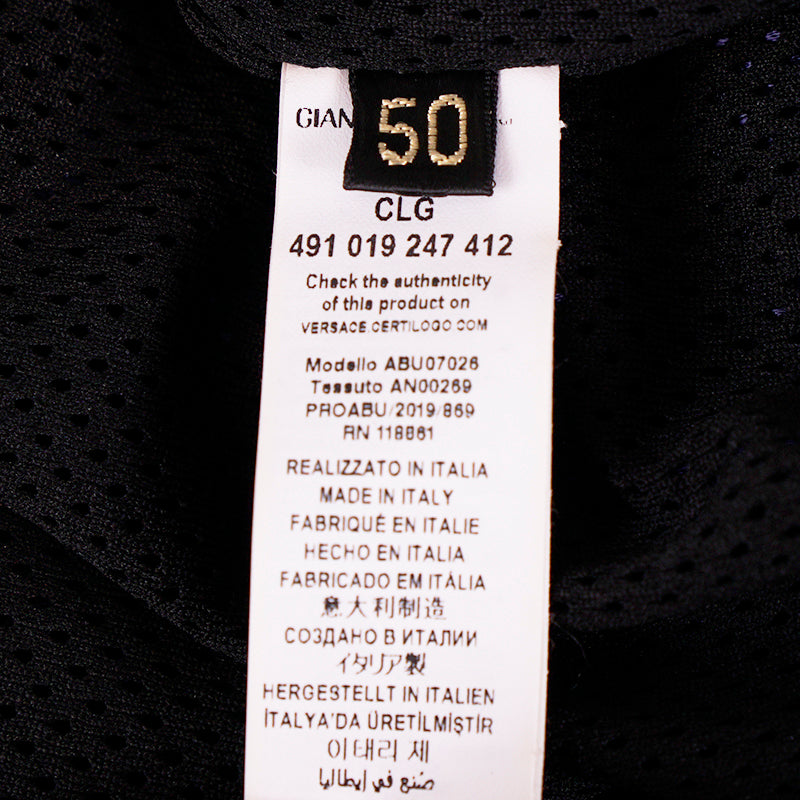 GIAN
50
CLG
491 019 247 412
Check the authenticity
of this product on
VERSACE.CERTILOGO.COM
Modello ABU07026
Tessuto AN00269
PROABU/2019/869
RN 118861
REALIZZATO IN ITALIA
MADE IN ITALY
FABRIQUÉ EN ITALIE
HECHO EN ITALIA
FABRICADO EM ITÁLIA
意大利制造
СОЗДАНО В ИТАЛИИ
イタリア製
HERGESTELLT IN ITALIEN
İTALYA'DA ÜRETİLMİŞTİR
이태리 제
صُنع في إيطاليا